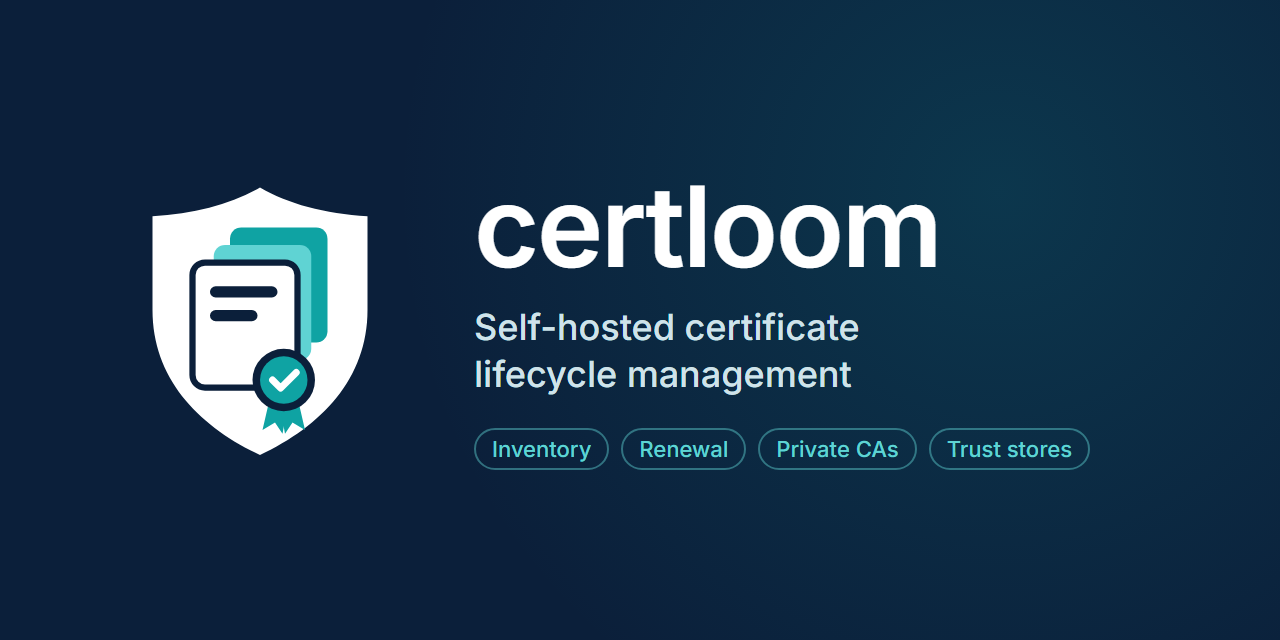 certloom
Self-hosted certificate
lifecycle management
Inventory
Renewal
Private CAs
Trust stores